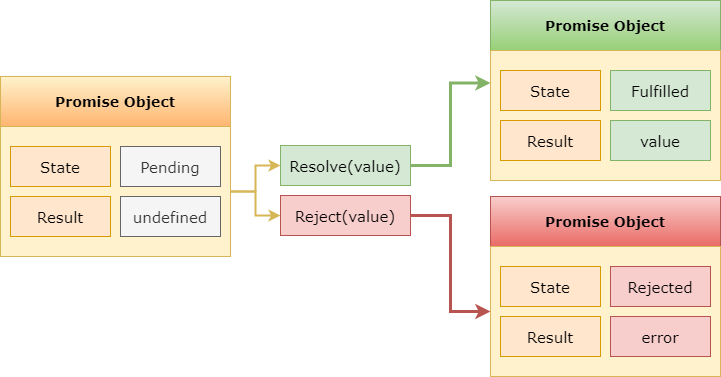 Promise Object
State Pending
Result undefined
Resolve(value)
Reject(value)
Promise Object
State Fulfilled
Result value
Promise Object
State Rejected
Result error